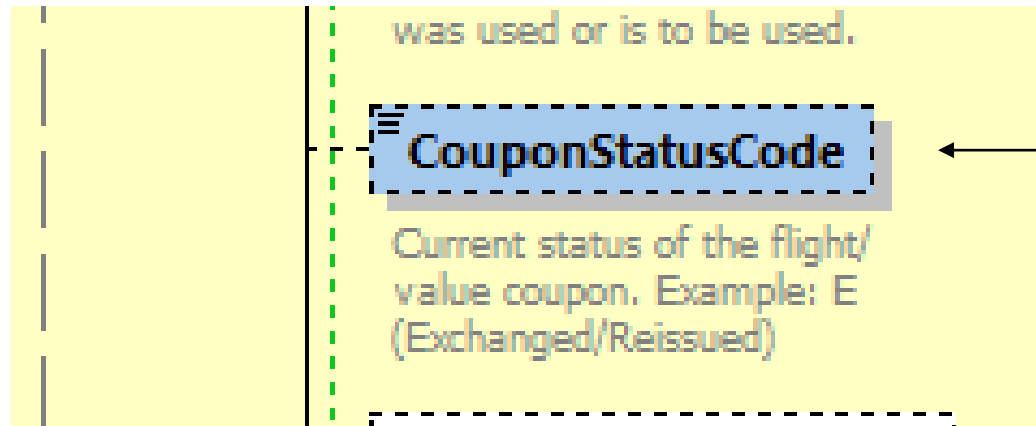 was used or is to be used.
CouponStatusCode
Current status of the flight/
value coupon. Example: E
(Exchanged/Reissued)